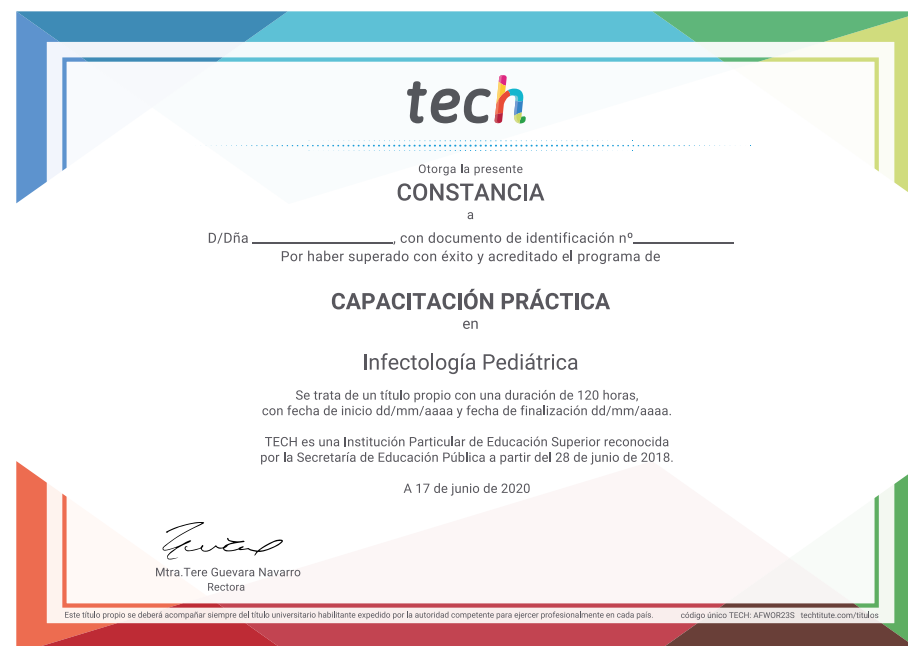 tech
Otorga la presente
CONSTANCIA
a
D/Dña ____________________, con documento de identificación nº______________
Por haber superado con éxito y acreditado el programa de
CAPACITACIÓN PRÁCTICA
en
Infectología Pediátrica
Se trata de un título propio con una duración de 120 horas,
con fecha de inicio dd/mm/aaaa y fecha de finalización dd/mm/aaaa.
TECH es una Institución Particular de Educación Superior reconocida
por la Secretaría de Educación Pública a partir del 28 de junio de 2018.
A 17 de junio de 2020
Mtra.Tere Guevara Navarro
Rectora
Este título propio se deberá acompañar siempre del título universitario habilitante expedido por la autoridad competente para ejercer profesionalmente en cada país. código único TECH: AFWOR23S techtitute.com/titulos